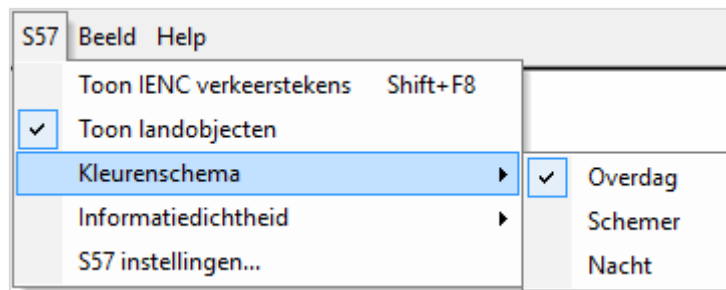 S57 Beeld Help
Toon IENC verkeerstekens Shift+F8
Toon landobjecten
Kleurenschema
Overdag
Informatiedichtheid
Schemer
S57 instellingen...
Nacht